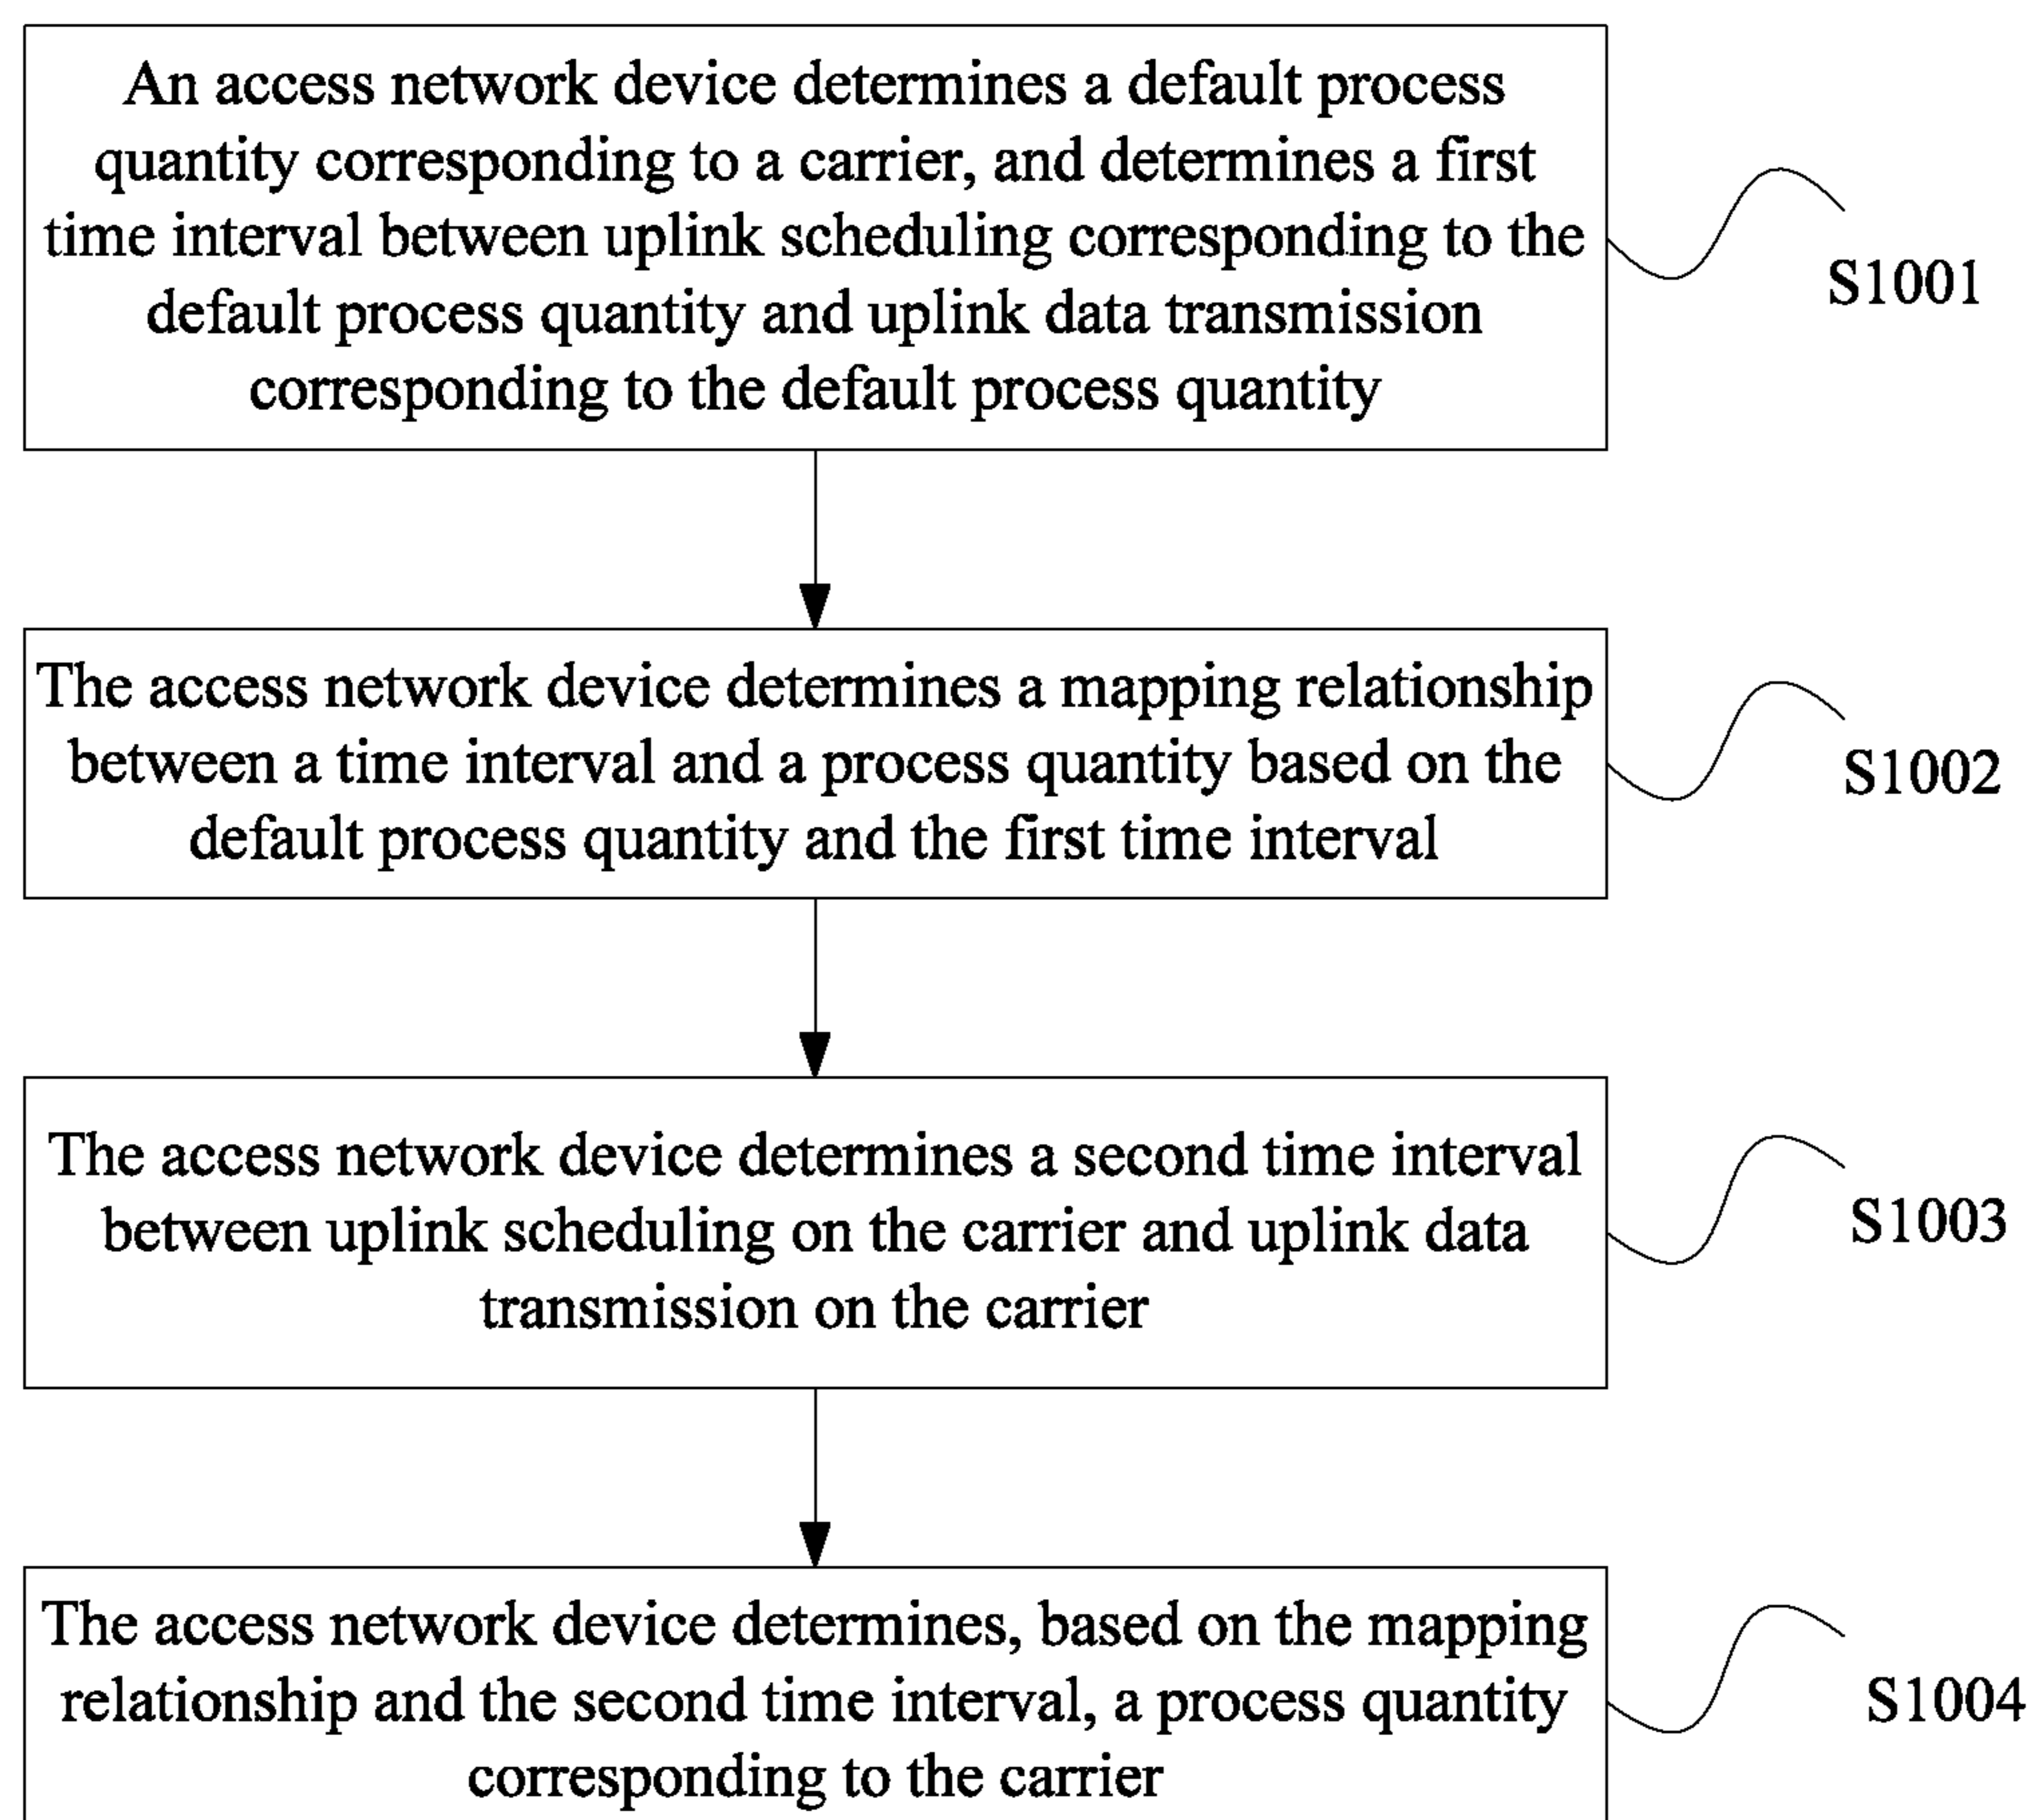 An access network device determines a default process
quantity corresponding to a carrier, and determines a first
time interval between uplink scheduling corresponding to the
default process quantity and uplink data transmission
corresponding to the default process quantity
S1001
The access network device determines a mapping relationship
between a time interval and a process quantity based on the
default process quantity and the first time interval
S1002
The access network device determines a second time interval
between uplink scheduling on the carrier and uplink data
transmission on the carrier
S1003
The access network device determines, based on the mapping
relationship and the second time interval, a process quantity
corresponding to the carrier
S1004